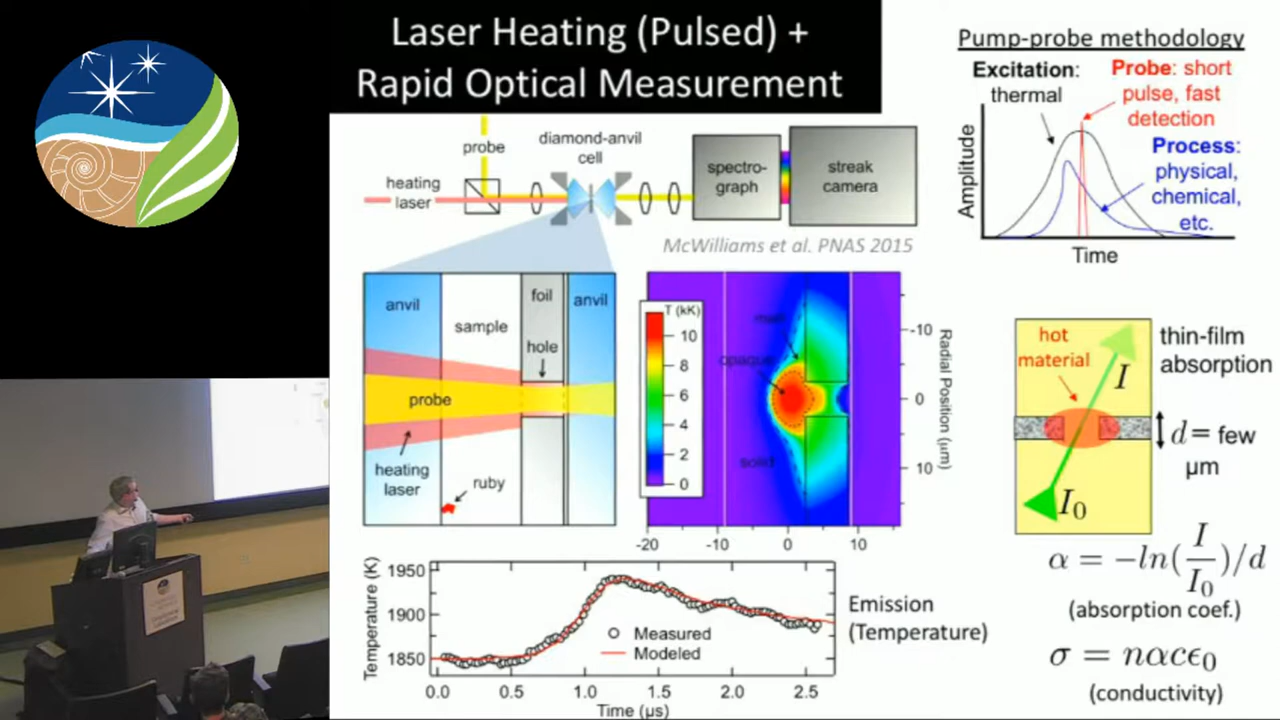 Laser Heating (Pulsed) +
Rapid Optical Measurement
Pump-probe methodology
Excitation:
thermal
Probe: short
pulse, fast
detection
Process:
physical,
chemical,
etc.
Amplitude
Time
probe
diamond-anvil
cell
heating
laser
spectro-
graph
streak
camera
McWilliams et al. PNAS 2015
anvil
sample
foil
anvil
hole
probe
heating
laser
ruby
T (kK)
10
8
6
4
2
0
melt
opaque
solid
-10
0
10
Radial Position (µm)
-20
-10
0
10
hot
material
I
I₀
thin-film
absorption
d = few
µm
α = -ln(I/I₀)/d
(absorption coef.)
σ = nαcϵ₀
(conductivity)
Temperature (K)
1950
1900
1850
Measured
Modeled
0.0 0.5 1.0 1.5 2.0 2.5
Time (µs)
Emission
(Temperature)